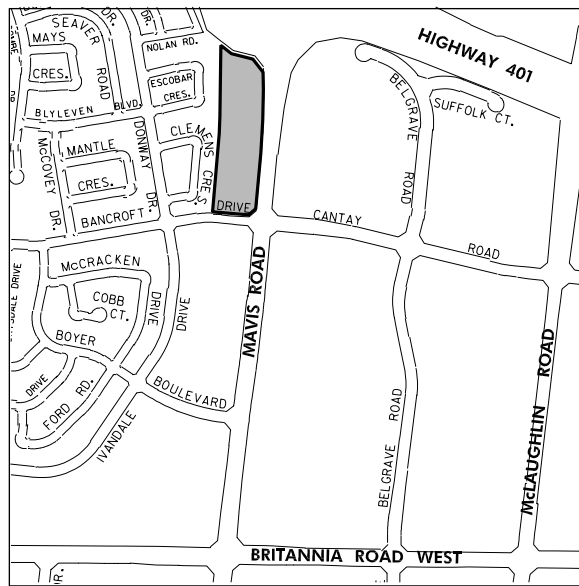 SEAVER
ROAD
DR.
DR.
MAYS
CRES.
NOLAN RD.
ESCOBAR
CRES.
BLYLEVEN
BLVD.
DONWAY
DR.
CLEMENS CRES
McCOVEY
DR.
MANTLE
CRES.
BANCROFT
DRIVE
HIGHWAY 401
BELGRAVE
ROAD
SUFFOLK CT.
CANTAY
ROAD
McCRACKEN
DRIVE
DRIVE
COBB
CT.
BOYER
BOULEVARD
DRIVE
DRIVE
FORD RD.
IVANDALE
MAVIS ROAD
BELGRAVE ROAD
McLAUGHLIN ROAD
BRITANNIA ROAD WEST